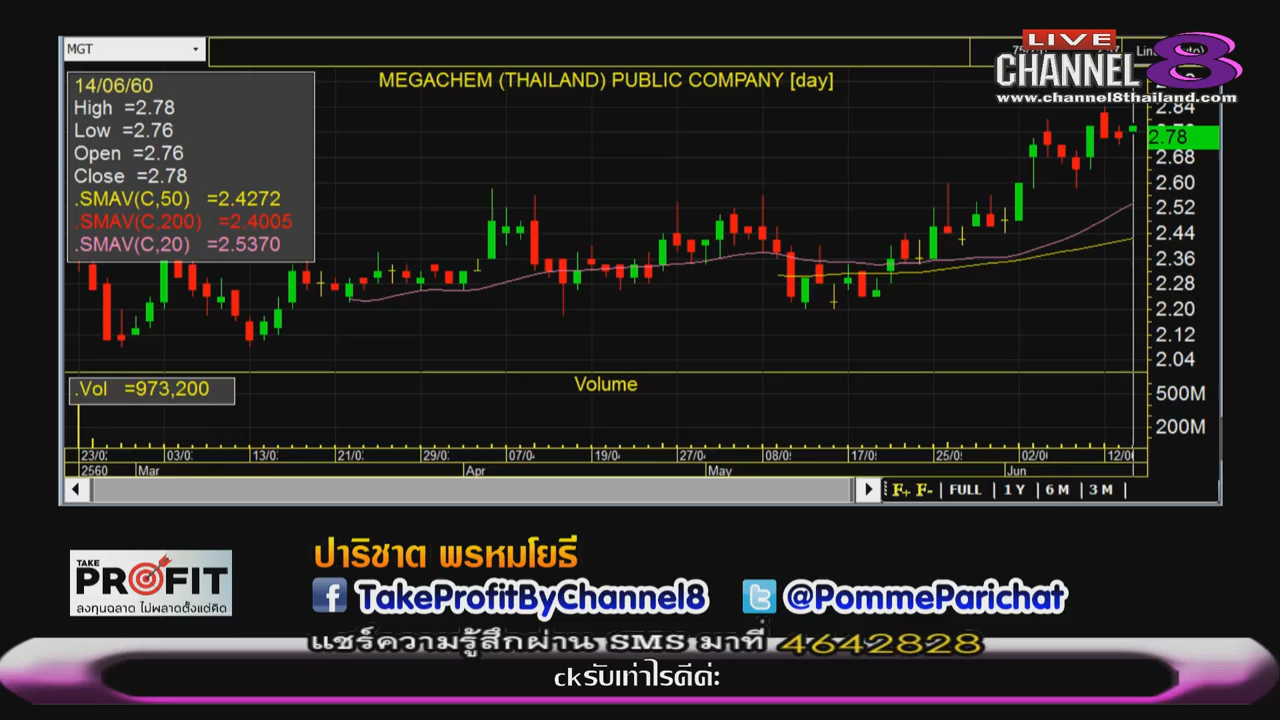 MGT
LIVE
CHANNEL 8
www.channel8thailand.com
14/06/60
MEGACHEM (THAILAND) PUBLIC COMPANY [day]
High =2.78
Low =2.76
Open =2.76
Close =2.78
.SMAV(C,50) =2.4272
.SMAV(C,200) =2.4005
.SMAV(C,20) =2.5370
2.84
2.78
2.68
2.60
2.52
2.44
2.36
2.28
2.20
2.12
2.04
.Vol =973,200
Volume
500M
200M
23/0 03/0 13/0 21/0 29/0 07/0 19/0 27/0 08/0 17/0 25/0 02/0 12/0
2560 Mar Apr May Jun
F+ F- FULL 1 Y 6 M 3 M
TAKE
PROFIT
ลงทุนฉลาด ไม่พลาดตั้งแต่คิด
ปาริชาต พรหมโยธี
TakeProfitByChannel8 @PommeParichat
แชร์ความรู้สึกผ่าน SMS มาที่ 4642828
ckรับเท่าไรดีค่ะ